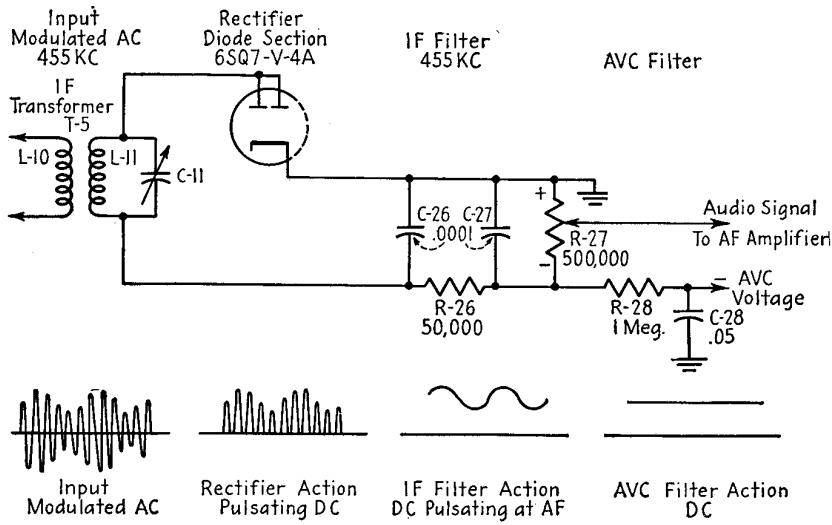 Input
Modulated AC
455 KC
Rectifier
Diode Section
6SQ7-V-4A
IF Filter
455 KC
AVC Filter
IF
Transformer
T-5
L-10
L-11
C-11
C-26
C-27
.0001
+
R-27
500,000
−
Audio Signal
To AF Amplifier
R-26
50,000
R-28
1 Meg.
− AVC
Voltage
C-28
.05
Input
Modulated AC
Rectifier Action
Pulsating DC
IF Filter Action
DC Pulsating at AF
AVC Filter Action
DC